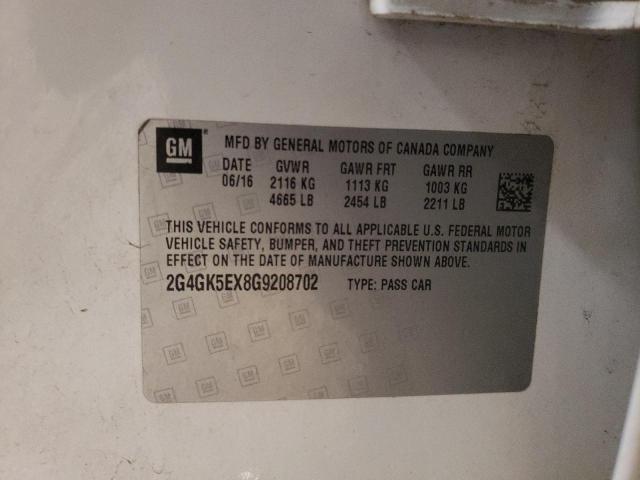 GM MFD BY GENERAL MOTORS OF CANADA COMPANY
DATE GVWR GAWR FRT GAWR RR
06/16 2116 KG 1113 KG 1003 KG
4665 LB 2454 LB 2211 LB
THIS VEHICLE CONFORMS TO ALL APPLICABLE U.S. FEDERAL MOTOR
VEHICLE SAFETY, BUMPER, AND THEFT PREVENTION STANDARDS IN
EFFECT ON THE DATE OF MANUFACTURE SHOWN ABOVE.
2G4GK5EX8G9208702 TYPE: PASS CAR